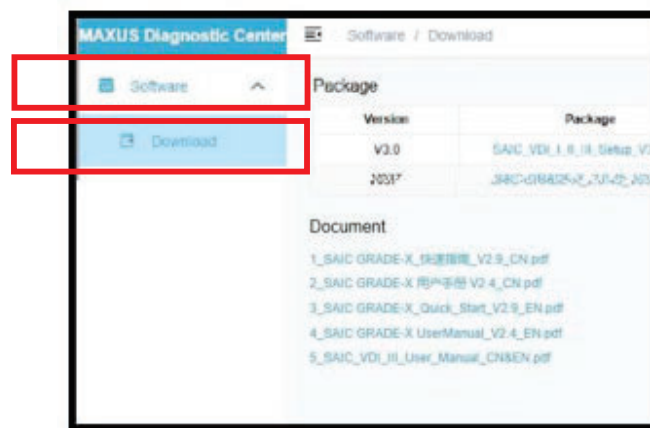 MAXUS Diagnostic Center
Software / Download
Software
Download
Package
Version Package
V3.0 SAIC_VDI_I_II_III_Setup_V3
Document
1_SAIC GRADE-X_快速指南_V2.9_CN.pdf
2_SAIC GRADE-X 用户手册 V2.4_CN.pdf
3_SAIC GRADE-X_Quick_Start_V2.9_EN.pdf
4_SAIC GRADE-X UserManual_V2.4_EN.pdf
5_SAIC_VDI_III_User_Manual_CN&EN.pdf